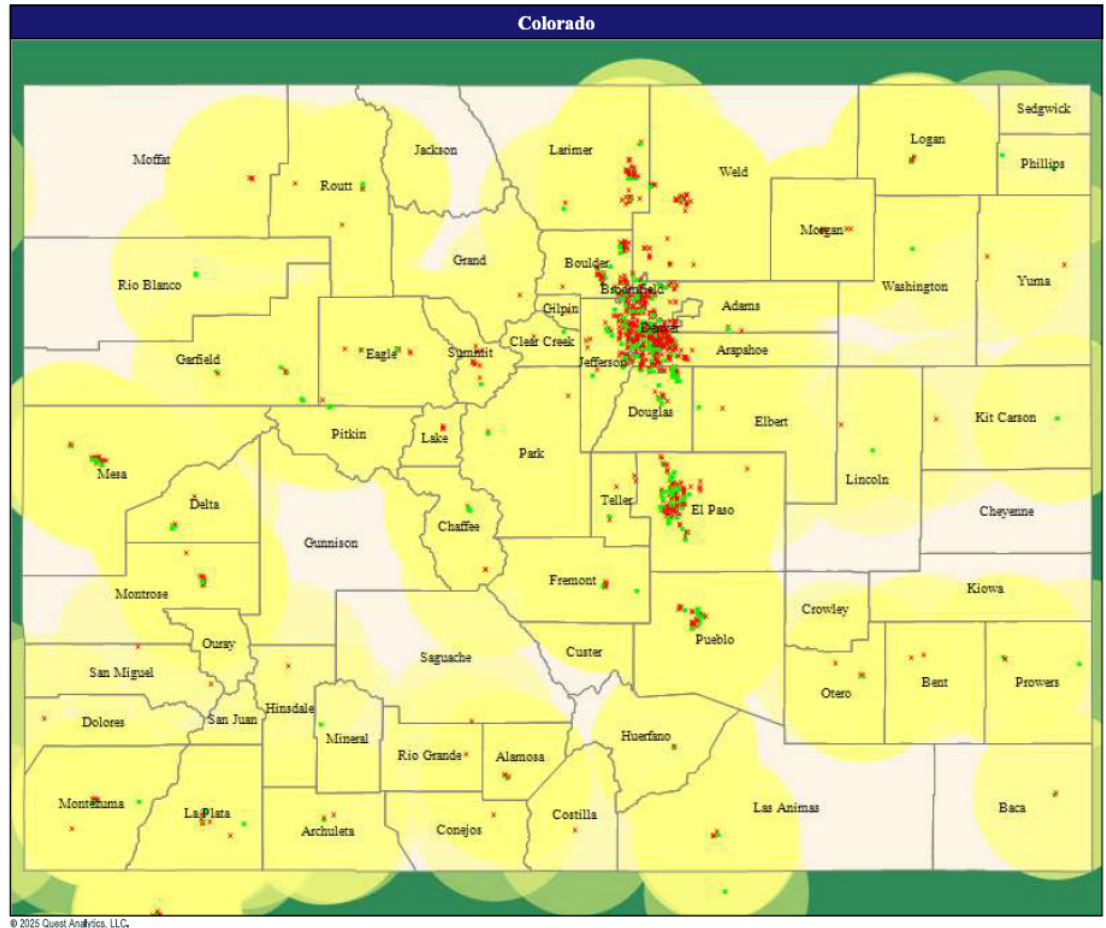 Colorado
Sedgwick
Logan
Moffat
Jackson
Larimer
Phillips
Weld
Routt
Morgan
Grand
Boulder
Yuma
Rio Blanco
Washington
Broomfield
Gilpin
Adams
Denver
Clear Creek
Eagle
Summit
Arapahoe
Garfield
Jefferson
Douglas
Kit Carson
Elbert
Pitkin
Lake
Park
Mesa
Lincoln
Teller
Delta
El Paso
Cheyenne
Chaffee
Gunnison
Fremont
Kiowa
Montrose
Crowley
Pueblo
Ouray
Custer
Saguache
San Miguel
Bent
Prowers
Otero
Hinsdale
San Juan
Dolores
Mineral
Huerfano
Rio Grande
Alamosa
Montezuma
Las Animas
Baca
La Plata
Costilla
Conejos
Archuleta
© 2025 Quest Analytics, LLC.